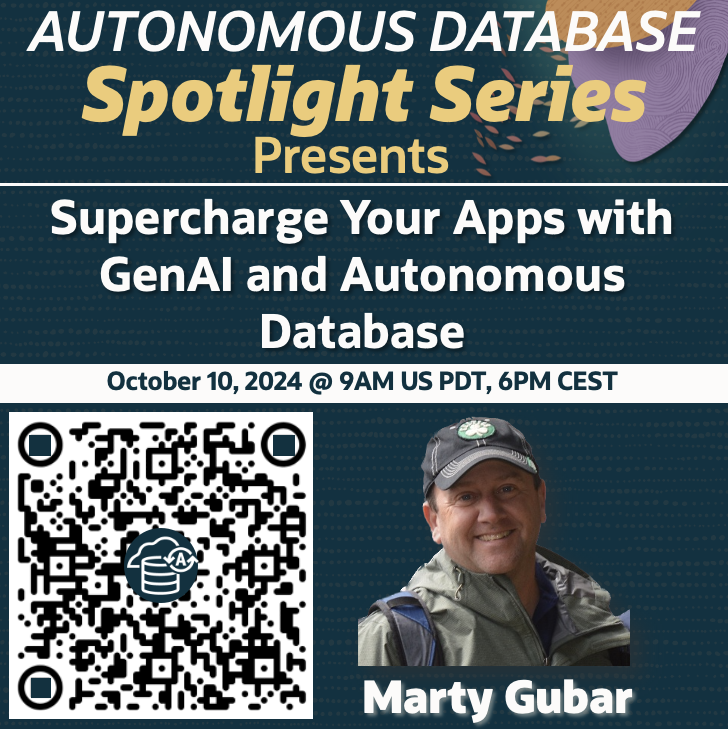 AUTONOMOUS DATABASE
Spotlight Series
Presents
Supercharge Your Apps with
GenAI and Autonomous
Database
October 10, 2024 @ 9AM US PDT, 6PM CEST
A
Marty Gubar